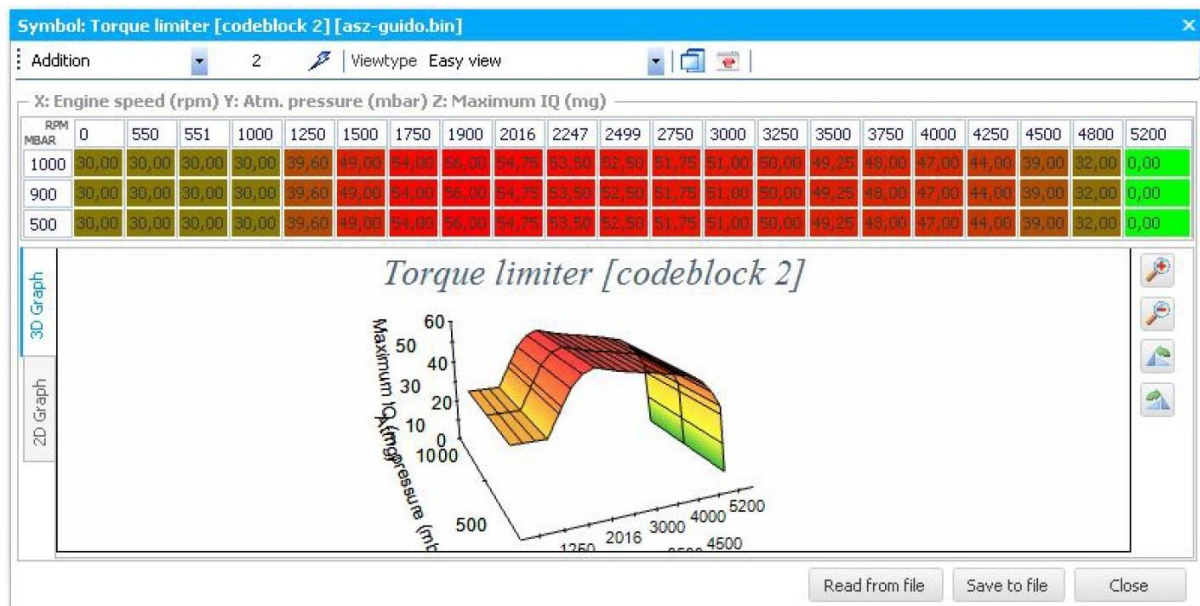 Symbol: Torque limiter [codeblock 2] [asz-guido.bin] ×
Addition 2 Viewtype Easy view
X: Engine speed (rpm) Y: Atm. pressure (mbar) Z: Maximum IQ (mg)
RPM
MBAR
0 550 551 1000 1250 1500 1750 1900 2016 2247 2499 2750 3000 3250 3500 3750 4000 4250 4500 4800 5200
1000 30,00 30,00 30,00 30,00 39,60 49,00 54,00 56,00 54,75 53,50 52,50 51,75 51,00 50,00 49,25 48,00 47,00 44,00 39,00 32,00 0,00
900 30,00 30,00 30,00 30,00 39,60 49,00 54,00 56,00 54,75 53,50 52,50 51,75 51,00 50,00 49,25 48,00 47,00 44,00 39,00 32,00 0,00
500 30,00 30,00 30,00 30,00 39,60 49,00 54,00 56,00 54,75 53,50 52,50 51,75 51,00 50,00 49,25 48,00 47,00 44,00 39,00 32,00 0,00
3D Graph
2D Graph
Torque limiter [codeblock 2]
Maximum IQ (mg)
60
50
40
30
20
10
0
1000
500
pressure (mb
1250 2016 3000 4000 5200
4500
Read from file Save to file Close